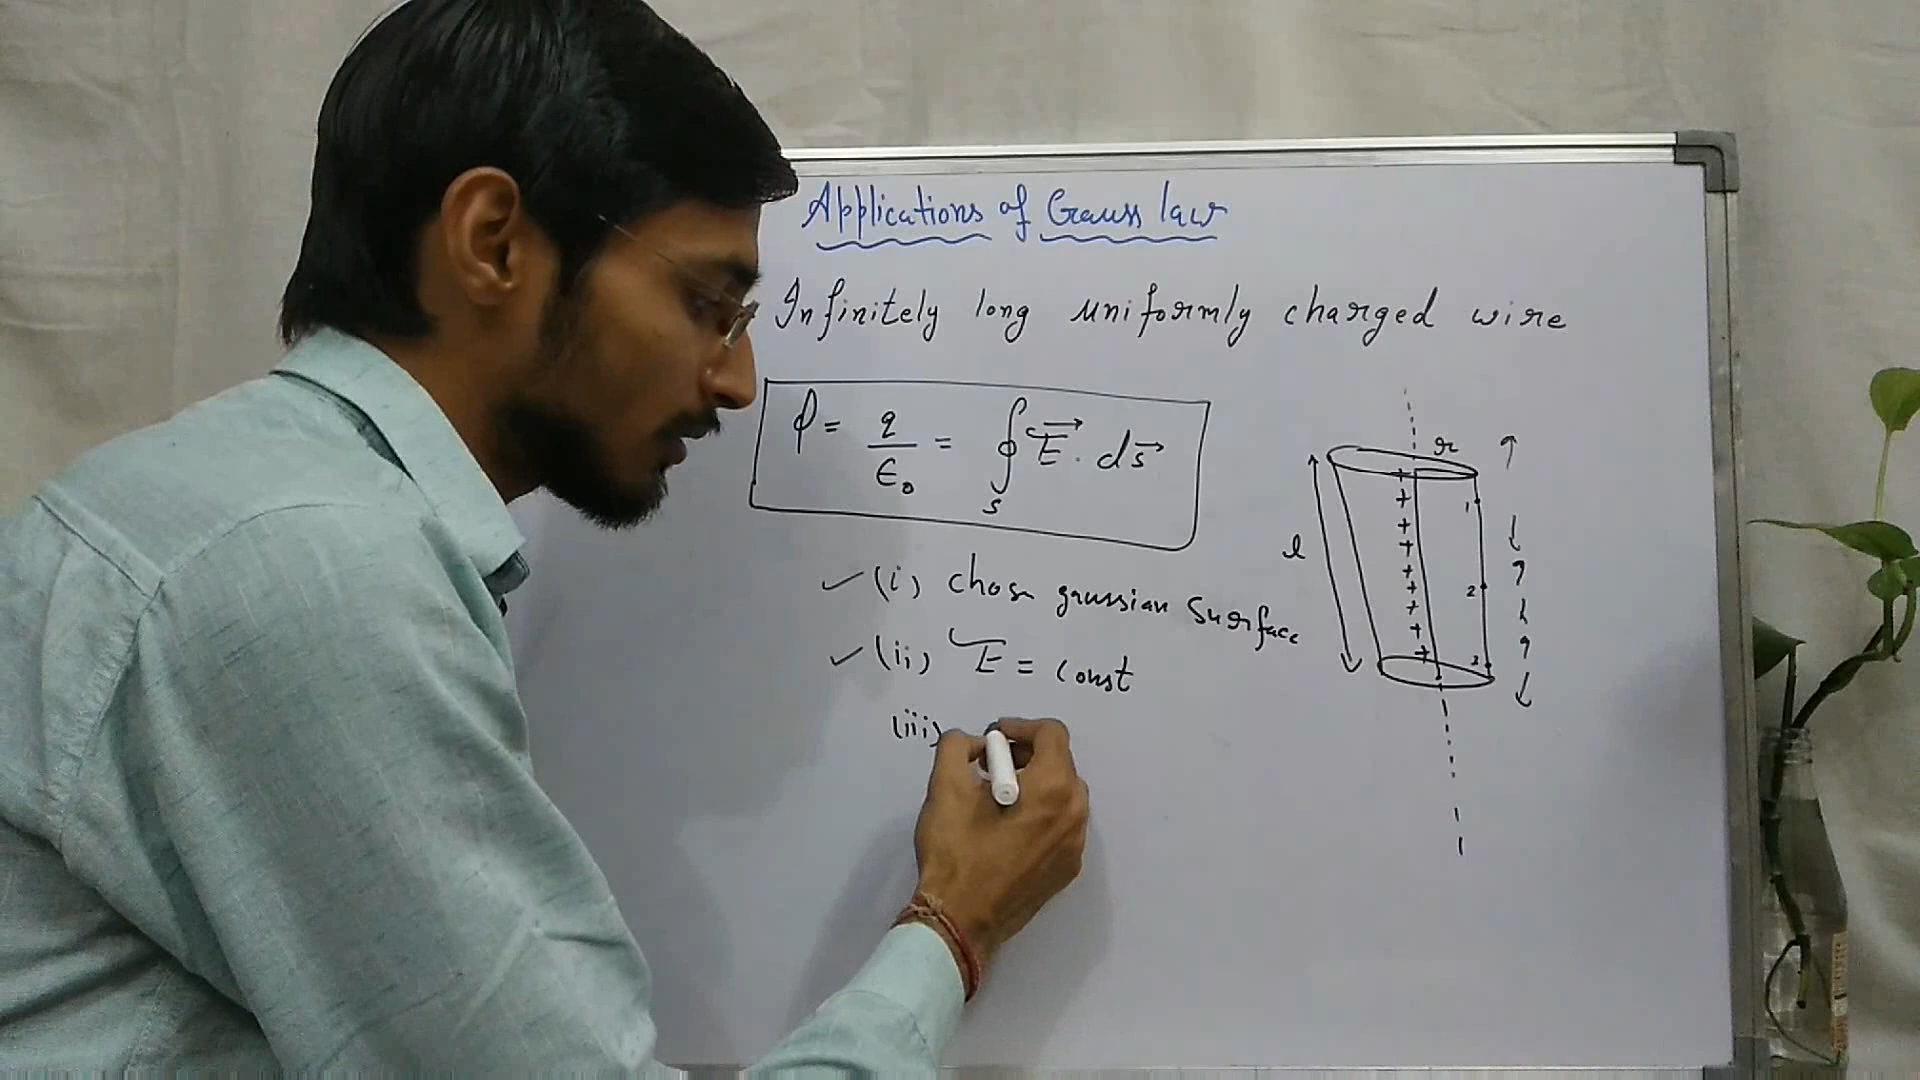 Applications of Gauss law
Infinitely long uniformly charged wire
φ = q/ε₀ = ∮ₛ E⃗ · ds⃗
(i) chosn gaussian Surface
(ii) E = const
(iii)
r
l
+ + + + + + + + +
1
2
3